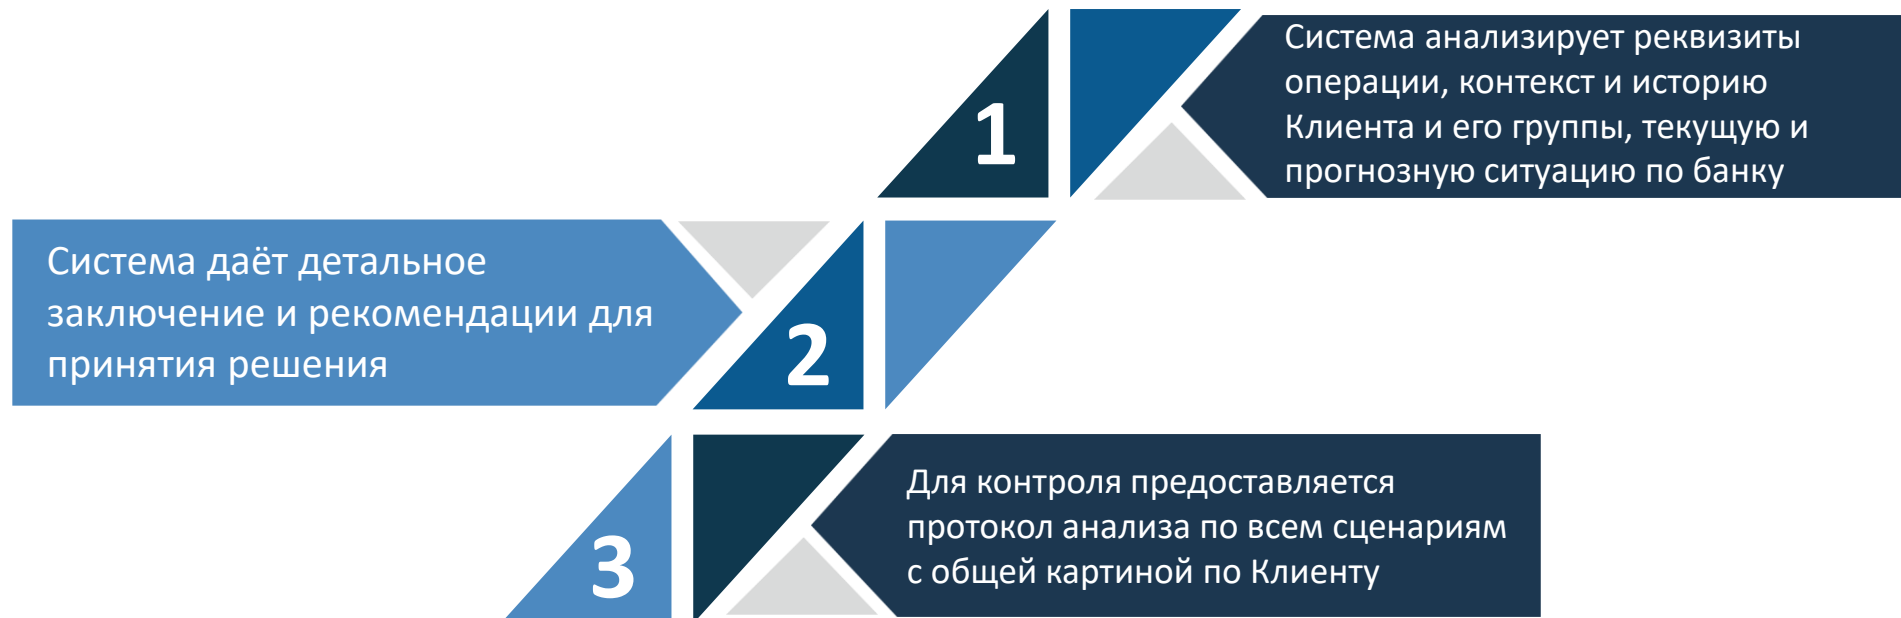 1
Система анализирует реквизиты
операции, контекст и историю
Клиента и его группы, текущую и
прогнозную ситуацию по банку
Система даёт детальное
заключение и рекомендации для
принятия решения
2
3
Для контроля предоставляется
протокол анализа по всем сценариям
с общей картиной по Клиенту